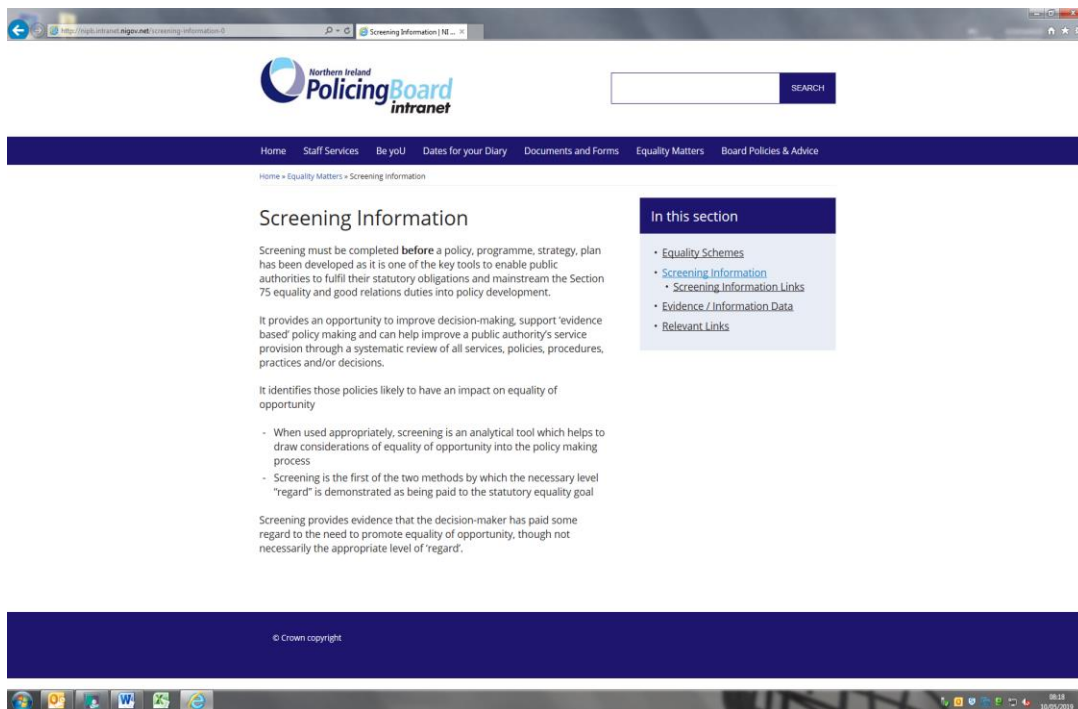 http://nipb.intranet.nigov.net/screening-information-0
Screening Information | NI ...
Northern Ireland
PolicingBoard
intranet
SEARCH
Home Staff Services Be yoU Dates for your Diary Documents and Forms Equality Matters Board Policies & Advice
Home » Equality Matters » Screening Information
Screening Information
Screening must be completed before a policy, programme, strategy, plan
has been developed as it is one of the key tools to enable public
authorities to fulfil their statutory obligations and mainstream the Section
75 equality and good relations duties into policy development.
It provides an opportunity to improve decision-making, support 'evidence
based' policy making and can help improve a public authority's service
provision through a systematic review of all services, policies, procedures,
practices and/or decisions.
It identifies those policies likely to have an impact on equality of
opportunity
- When used appropriately, screening is an analytical tool which helps to
draw considerations of equality of opportunity into the policy making
process
- Screening is the first of the two methods by which the necessary level
"regard" is demonstrated as being paid to the statutory equality goal
Screening provides evidence that the decision-maker has paid some
regard to the need to promote equality of opportunity, though not
necessarily the appropriate level of 'regard'.
In this section
• Equality Schemes
• Screening Information
• Screening Information Links
• Evidence / Information Data
• Relevant Links
© Crown copyright
08:18
10/05/2019